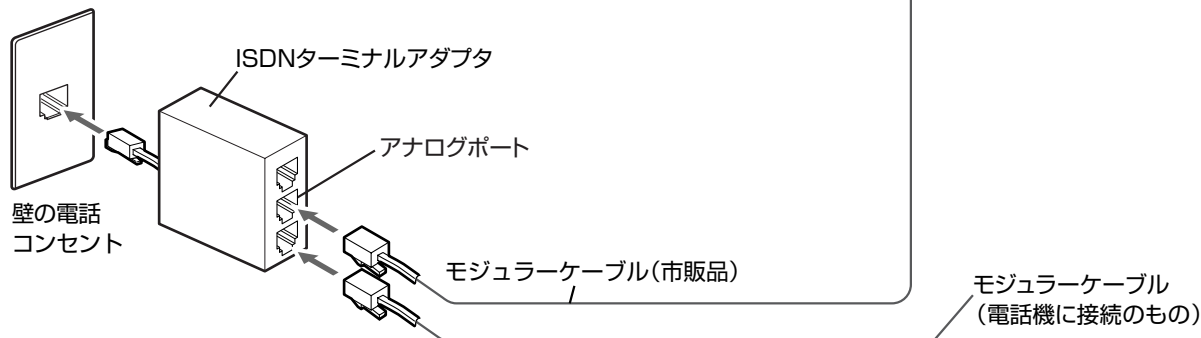 ISDNターミナルアダプタ
アナログポート
壁の電話
コンセント
モジュラーケーブル（市販品）
モジュラーケーブル
（電話機に接続のもの）